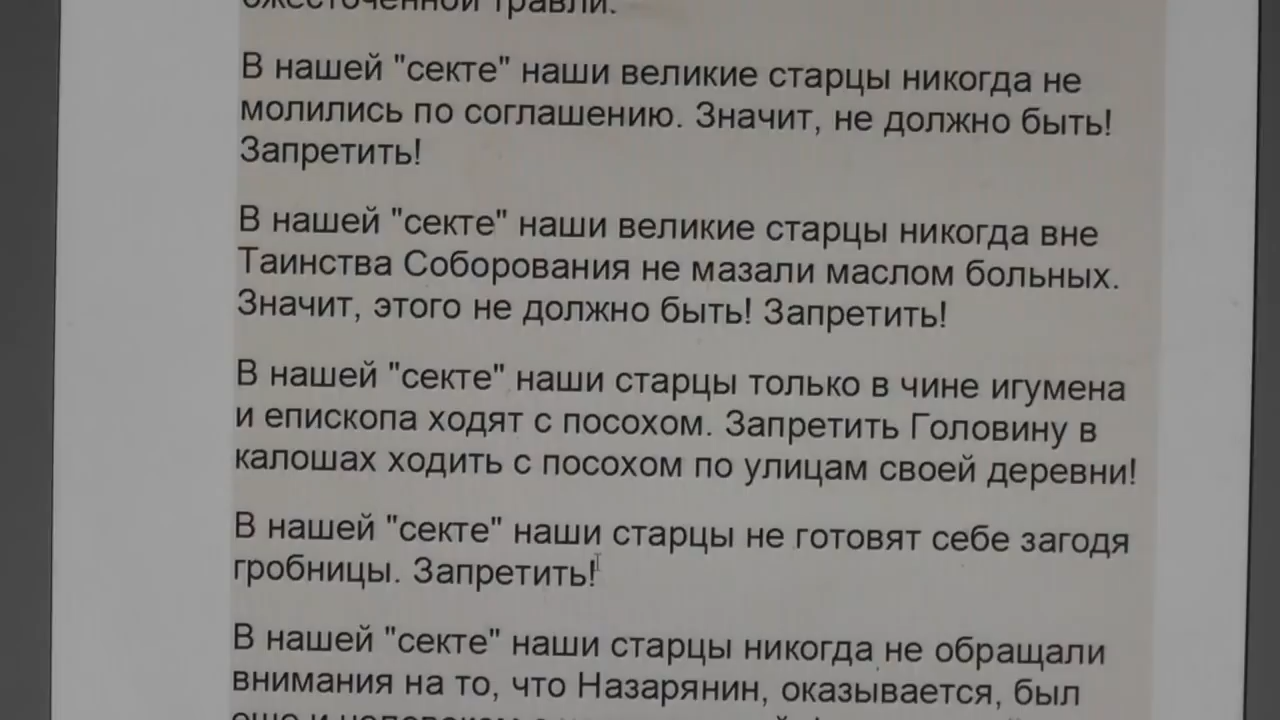 ожесточенной травли.
В нашей "секте" наши великие старцы никогда не
молились по соглашению. Значит, не должно быть!
Запретить!
В нашей "секте" наши великие старцы никогда вне
Таинства Соборования не мазали маслом больных.
Значит, этого не должно быть! Запретить!
В нашей "секте" наши старцы только в чине игумена
и епископа ходят с посохом. Запретить Головину в
калошах ходить с посохом по улицам своей деревни!
В нашей "секте" наши старцы не готовят себе загодя
гробницы. Запретить!
В нашей "секте" наши старцы никогда не обращали
внимания на то, что Назарянин, оказывается, был
еще и человеком с